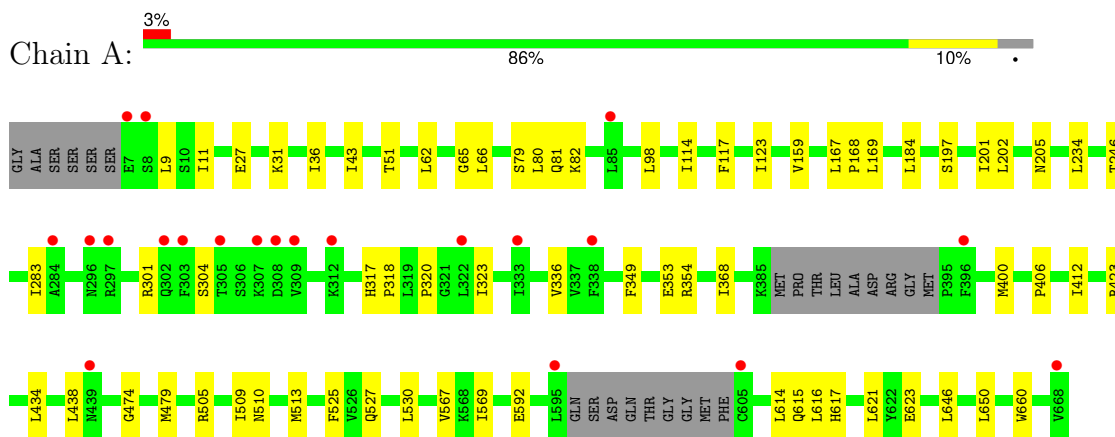 3%
Chain A:
86% 10% •
GLY ALA SER SER SER SER E7 S8 L9 S10 I11 E27 K31 I36 I43 T51 L62 G65 L66 S79 L80 Q81 K82 L85 L98 I114 F117 I123 V159 L167 P168 L169 L184 S197 I201 L202 N205 L234 T246
I283 A284 N296 R297 R301 Q302 F303 S304 T305 S306 K307 D308 V309 K312 H317 P318 L319 P320 G321 L322 I323 I333 V336 V337 F338 F349 E353 R354 I368 K385 MET PRO THR LEU ALA ASP ARG GLY MET P395 F396 M400 P406 I412
L434 L438 N439 G474 M479 R505 I509 N510 M513 F525 V526 Q527 L530 V567 K568 I569 E592 L595 GLN SER ASP GLN THR GLY GLY MET PHE C605 L614 Q615 L616 H617 L621 Y622 E623 L646 L650 W660 V668